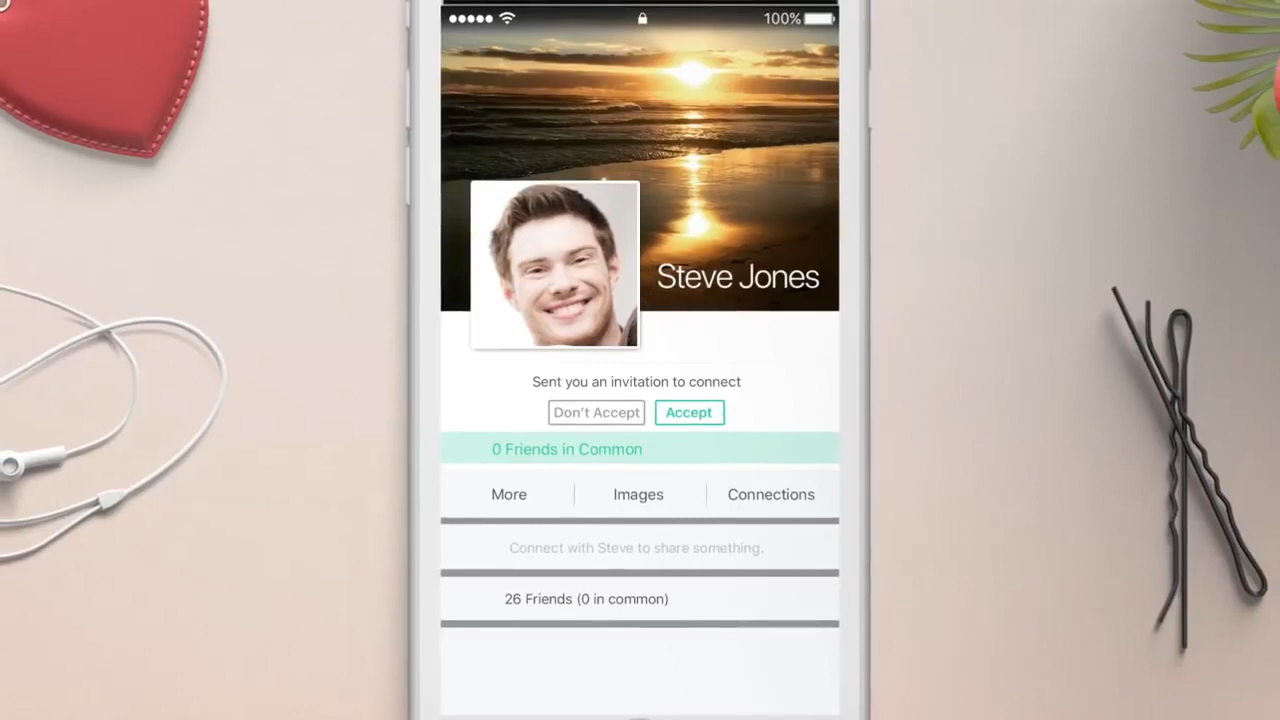 100%
Steve Jones
Sent you an invitation to connect
Don't Accept
Accept
0 Friends in Common
More
Images
Connections
Connect with Steve to share something.
26 Friends (0 in common)